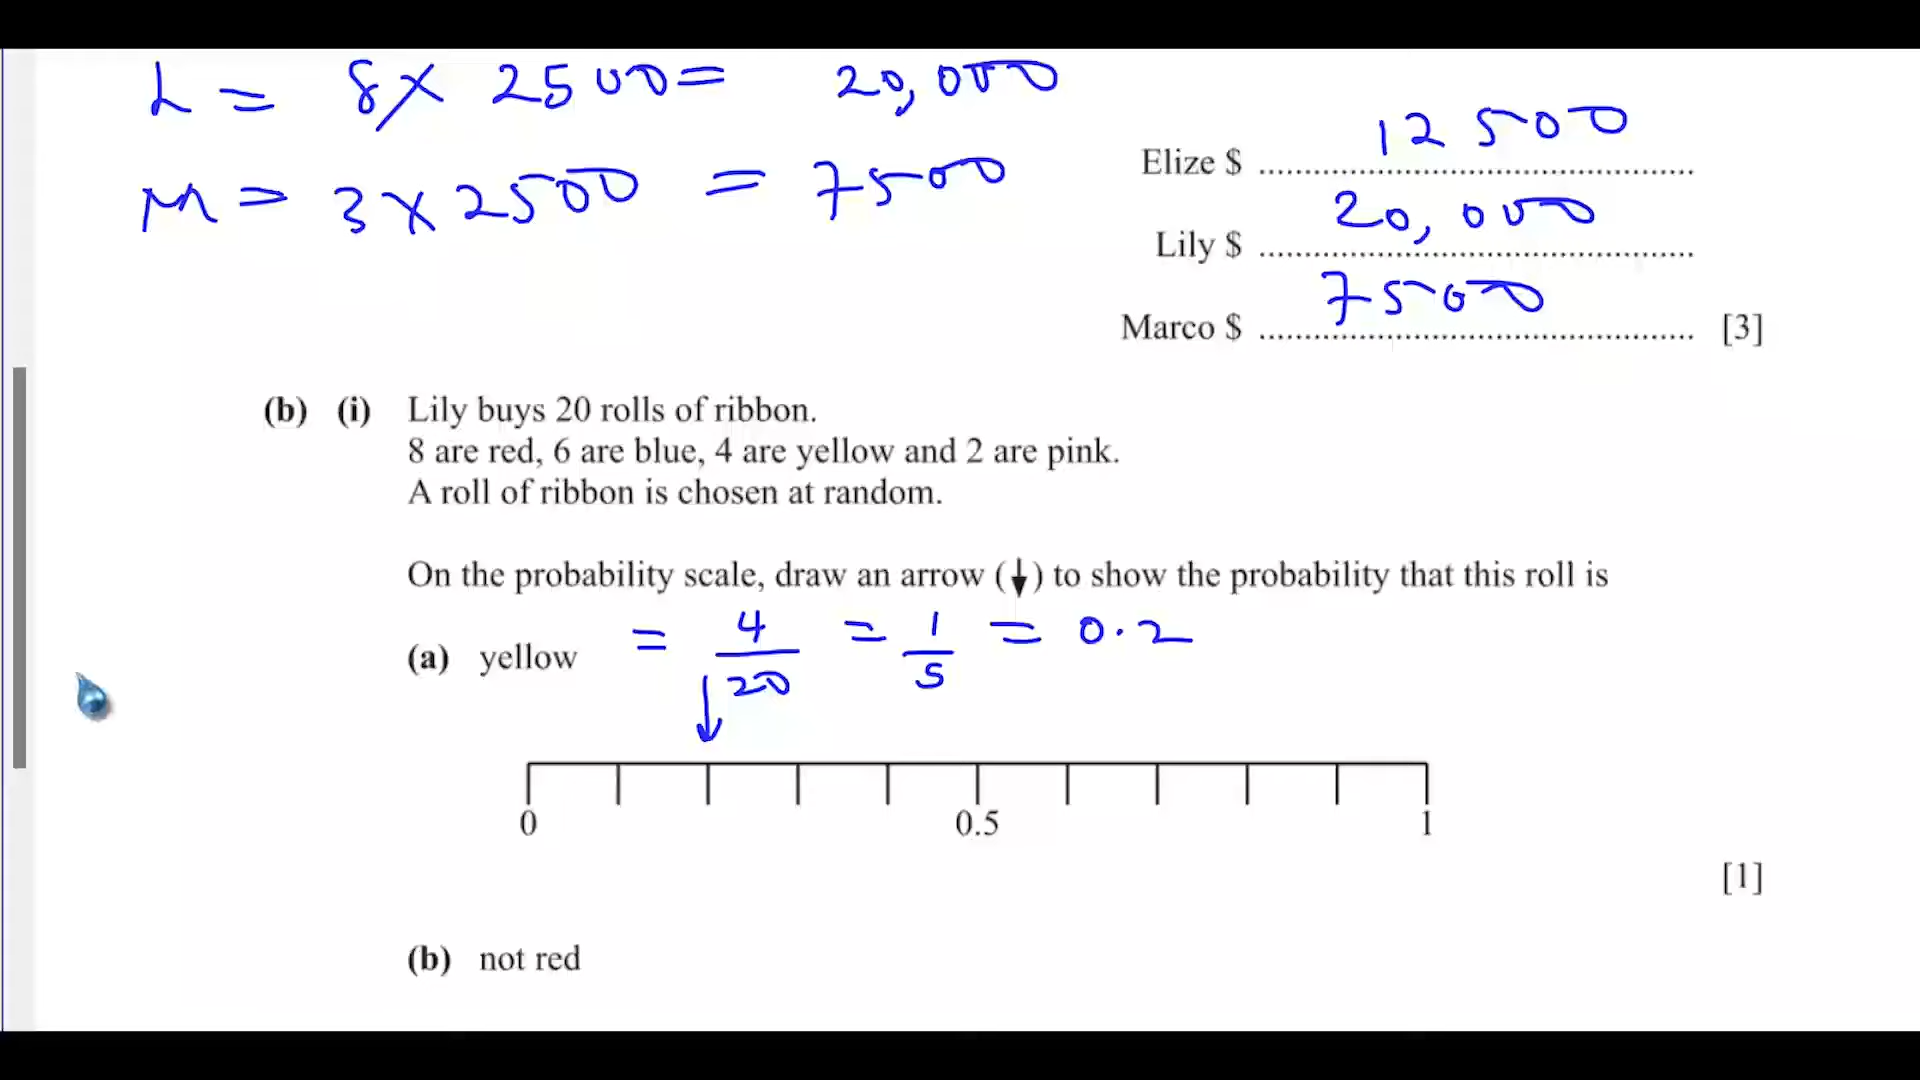 L = 8 × 2500 = 20,000
M = 3 × 2500 = 7500
Elize $ 12500
Lily $ 20,000
Marco $ 7500 [3]
(b) (i) Lily buys 20 rolls of ribbon.
8 are red, 6 are blue, 4 are yellow and 2 are pink.
A roll of ribbon is chosen at random.
On the probability scale, draw an arrow (↓) to show the probability that this roll is
(a) yellow = 4/20 = 1/5 = 0.2
0 0.5 1
[1]
(b) not red